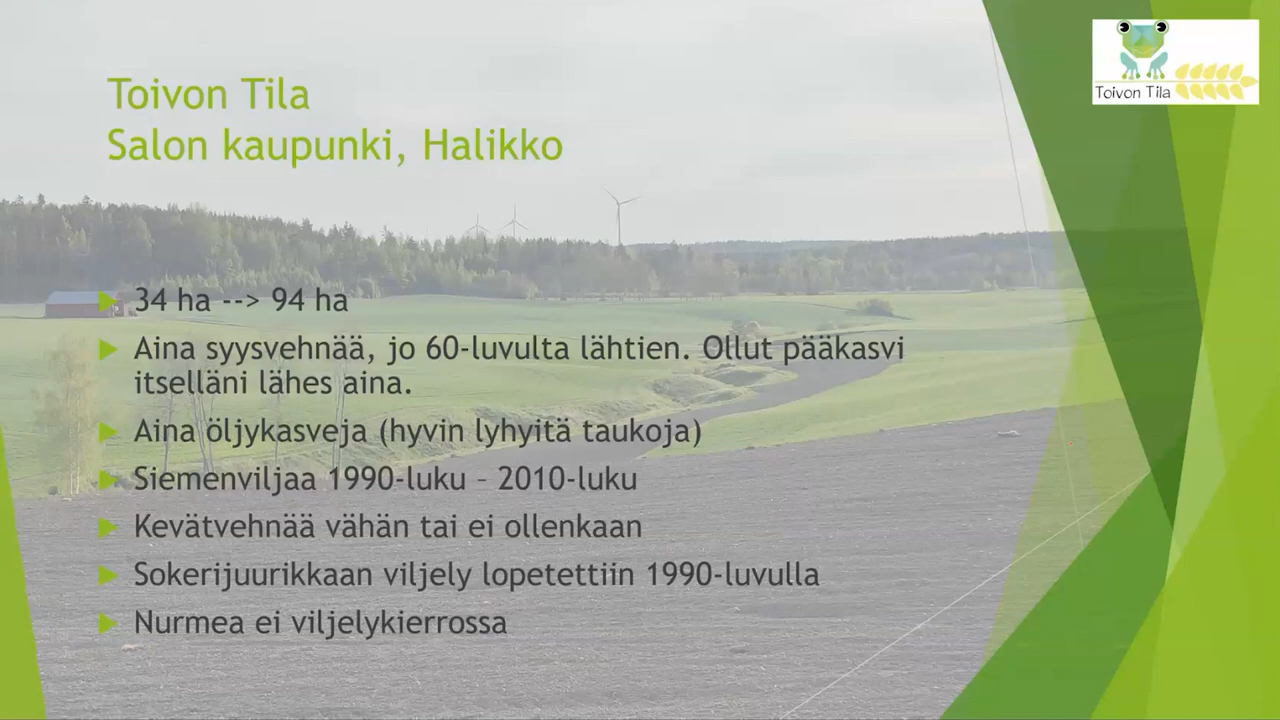 Toivon Tila
Salon kaupunki, Halikko
Toivon Tila
34 ha --> 94 ha
Aina syysvehnää, jo 60-luvulta lähtien. Ollut pääkasvi
itselläni lähes aina.
Aina öljykasveja (hyvin lyhyitä taukoja)
Siemenviljaa 1990-luku – 2010-luku
Kevätvehnää vähän tai ei ollenkaan
Sokerijuurikkaan viljely lopetettiin 1990-luvulla
Nurmea ei viljelykierrossa